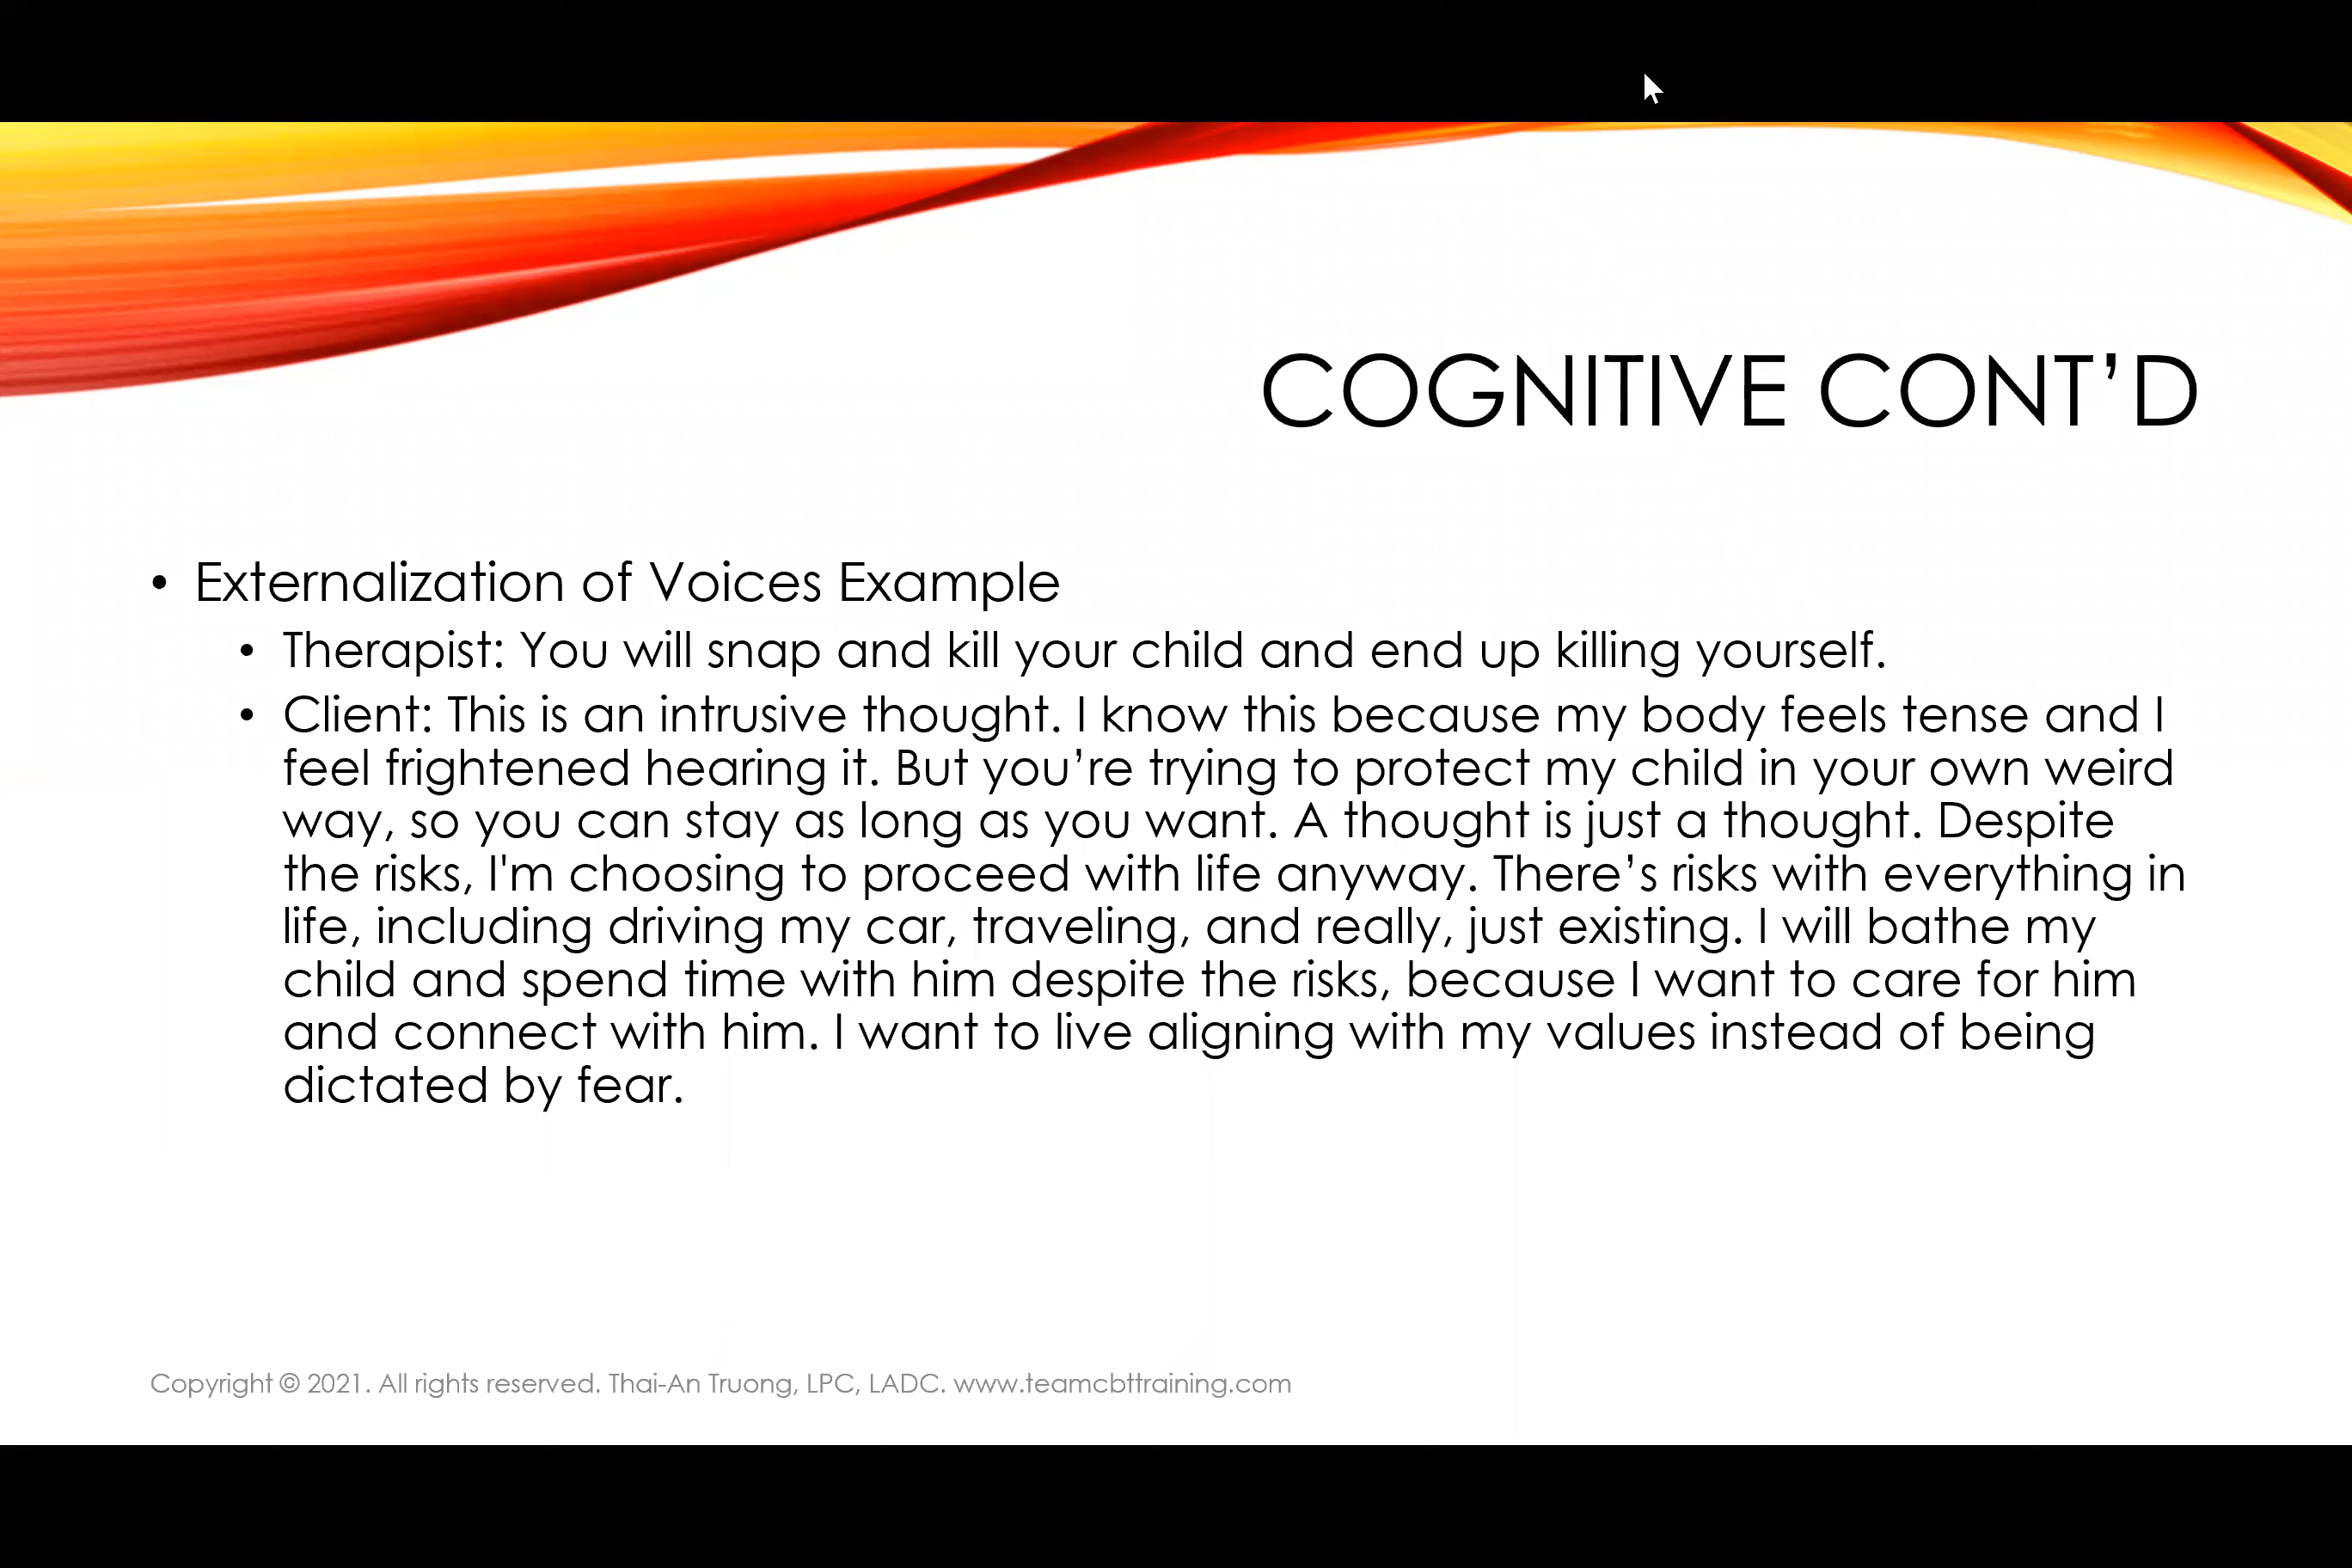 COGNITIVE CONT’D
• Externalization of Voices Example
• Therapist: You will snap and kill your child and end up killing yourself.
• Client: This is an intrusive thought. I know this because my body feels tense and I
feel frightened hearing it. But you’re trying to protect my child in your own weird
way, so you can stay as long as you want. A thought is just a thought. Despite
the risks, I'm choosing to proceed with life anyway. There’s risks with everything in
life, including driving my car, traveling, and really, just existing. I will bathe my
child and spend time with him despite the risks, because I want to care for him
and connect with him. I want to live aligning with my values instead of being
dictated by fear.
Copyright © 2021. All rights reserved. Thai-An Truong, LPC, LADC. www.teamcbttraining.com